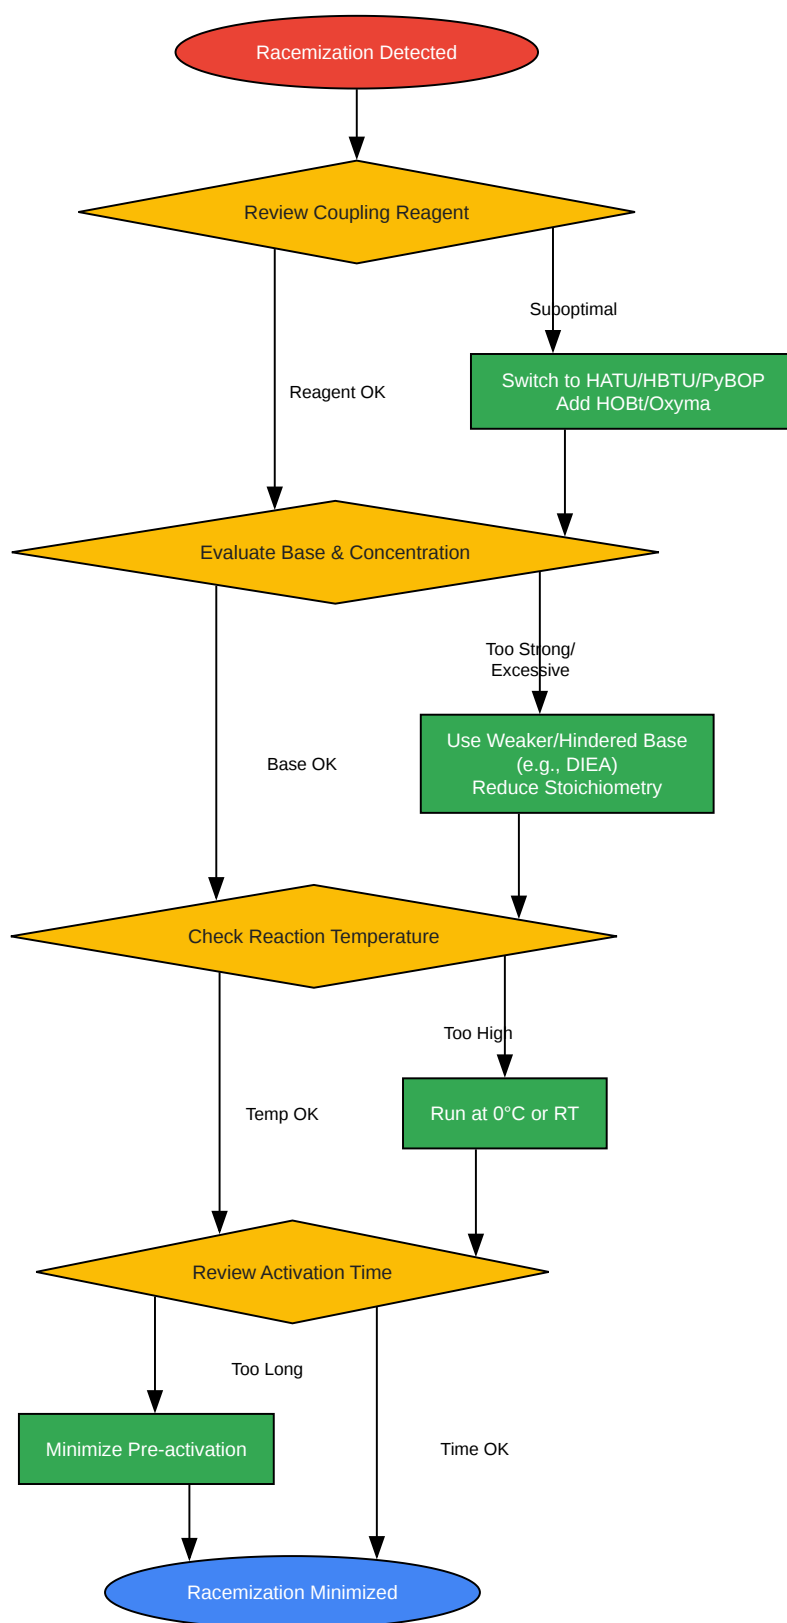 Racemization Detected
Review Coupling Reagent
Suboptimal
Switch to HATU/HBTU/PyBOP
Add HOBt/Oxyma
Reagent OK
Evaluate Base & Concentration
Too Strong/
Excessive
Use Weaker/Hindered Base
(e.g., DIEA)
Reduce Stoichiometry
Base OK
Check Reaction Temperature
Too High
Run at 0°C or RT
Temp OK
Review Activation Time
Too Long
Minimize Pre-activation
Time OK
Racemization Minimized